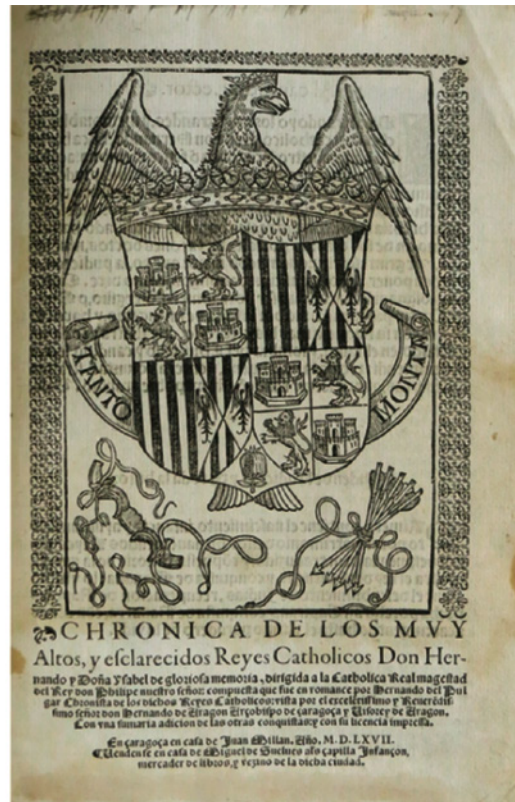 TANTO
MONTA
CHRONICA DE LOS MVY
Altos, y esclarecidos Reyes Catholicos Don Her-
nando y Doña Ysabel de gloriosa memoria, dirigida a la Catholica Real magestad
del Rey don Philipe nuestro señor: compuesta que fue en romance por Hernando del Pul
gar Chronista de los dichos Reyes Catholicos: vista por el excelentissimo y Reuerendis
simo señor don Hernando de Aragon Arçobispo de çaragoça y Visorey de Aragon.
Con vna sumaria adicion de las otras conquistas: y con su licencia impressa.
En çaragoça en casa de Juan Millan. Año. M. D. LXVII.
Uendense en casa de Miguel de Suelues alias çapilla Infançon,
mercader de libros, y vezino de la dicha ciudad.